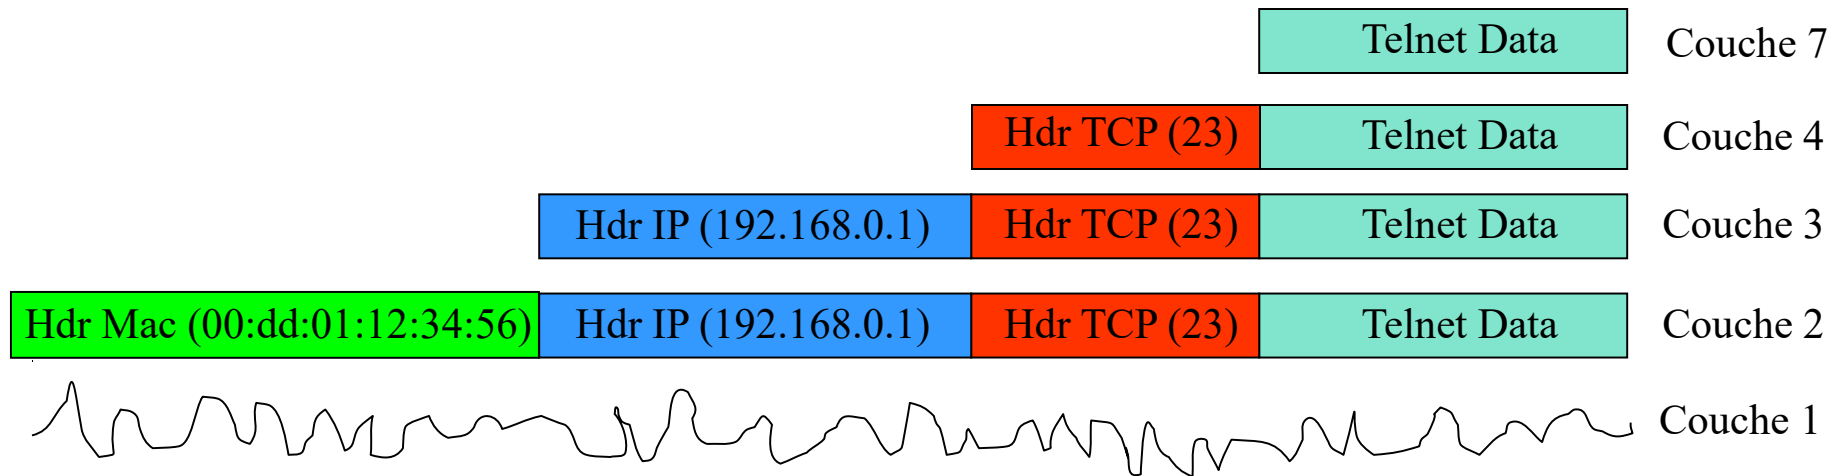 Telnet Data Couche 7
Hdr TCP (23) Telnet Data Couche 4
Hdr IP (192.168.0.1) Hdr TCP (23) Telnet Data Couche 3
Hdr Mac (00:dd:01:12:34:56) Hdr IP (192.168.0.1) Hdr TCP (23) Telnet Data Couche 2
Couche 1